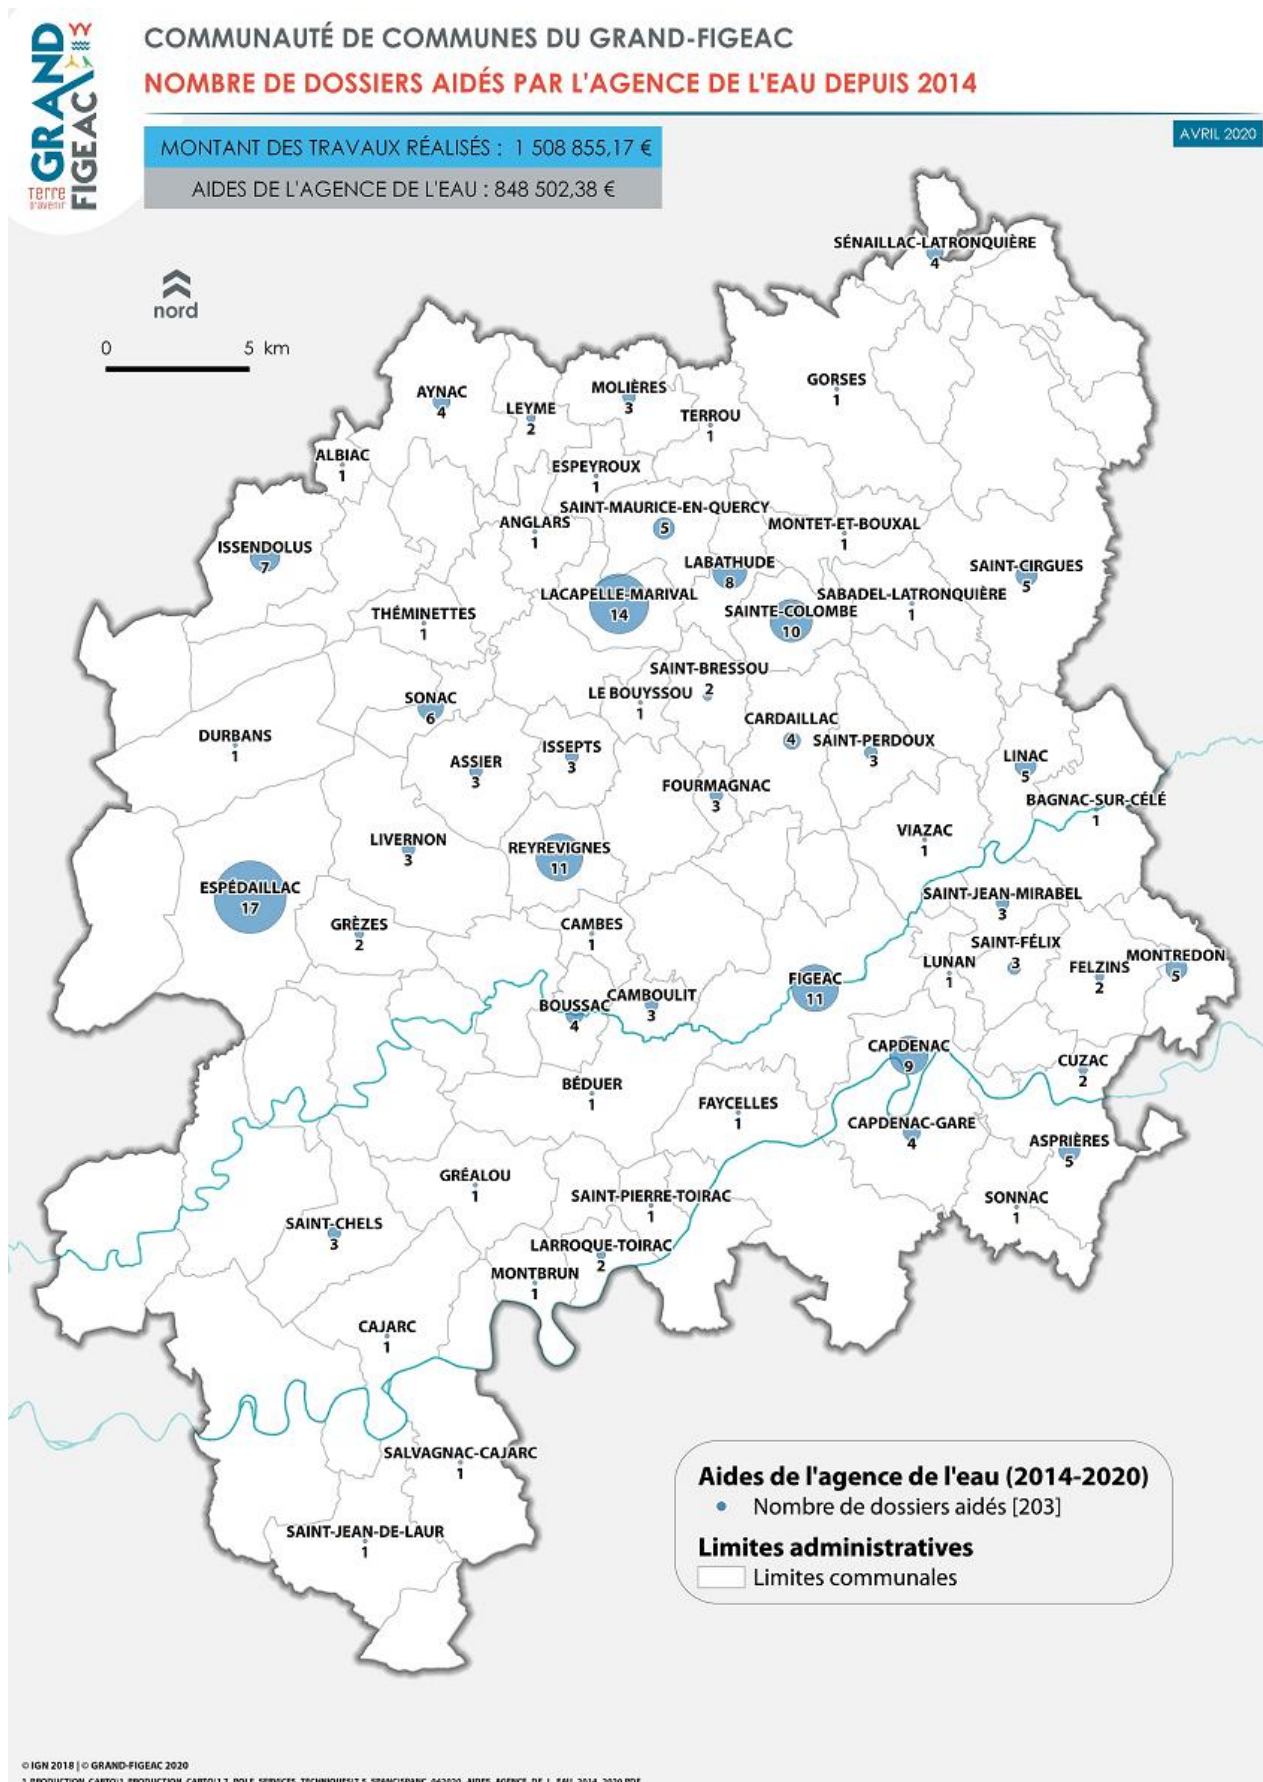 GRAND
FIGEAC
Terre
d'avenir
COMMUNAUTÉ DE COMMUNES DU GRAND-FIGEAC
NOMBRE DE DOSSIERS AIDÉS PAR L'AGENCE DE L'EAU DEPUIS 2014
AVRIL 2020
MONTANT DES TRAVAUX RÉALISÉS : 1 508 855,17 €
AIDES DE L'AGENCE DE L'EAU : 848 502,38 €
nord
0 5 km
SÉNAILLAC-LATRONQUIÈRE
4
AYNAC
4
LEYME
2
MOLIÈRES
3
TERROU
1
GORSES
1
ALBIAC
1
ESPEYROUX
1
SAINT-MAURICE-EN-QUERCY
5
ANGLARS
1
MONTET-ET-BOUXAL
1
ISSENDOLUS
7
LABATHUDE
8
SAINT-CIRGUES
5
LACAPELLE-MARIVAL
14
SABADEL-LATRONQUIÈRE
1
THÉMINETTES
1
SAINTE-COLOMBE
10
SAINT-BRESSOU
2
LE BOUYSSOU
1
SONAC
6
CARDAILLAC
4
DURBANS
1
SAINT-PERDOUX
3
ISSEPTS
3
ASSIER
3
LINAC
5
FOURMAGNAC
3
BAGNAC-SUR-CÉLÉ
1
VIAZAC
1
LIVERNON
3
REYREVIGNES
11
ESPÉDAILLAC
17
SAINT-JEAN-MIRABEL
3
GRÈZES
2
CAMBES
1
SAINT-FÉLIX
3
LUNAN
1
FELZINS
2
MONTREDON
5
FIGEAC
11
CAMBOULIT
3
BOUSSAC
4
CAPDENAC
9
CUZAC
2
BÉDUER
1
FAYCELLES
1
CAPDENAC-GARE
4
ASPRIÈRES
5
GRÉALOU
1
SAINT-PIERRE-TOIRAC
1
SONNAC
1
SAINT-CHELS
3
LARROQUE-TOIRAC
2
MONTBRUN
1
CAJARC
1
SALVAGNAC-CAJARC
1
SAINT-JEAN-DE-LAUR
1
Aides de l'agence de l'eau (2014-2020)
Nombre de dossiers aidés [203]
Limites administratives
Limites communales
© IGN 2018 | © GRAND-FIGEAC 2020